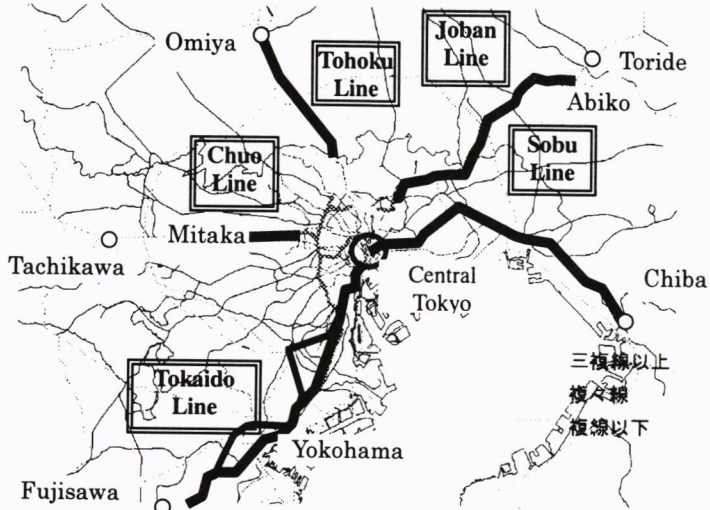 Omiya
Tohoku
Line
Joban
Line
Toride
Abiko
Chuo
Line
Sobu
Line
Mitaka
Tachikawa
Central
Tokyo
Chiba
三複線以上
複々線
複線以下
Tokaido
Line
Yokohama
Fujisawa